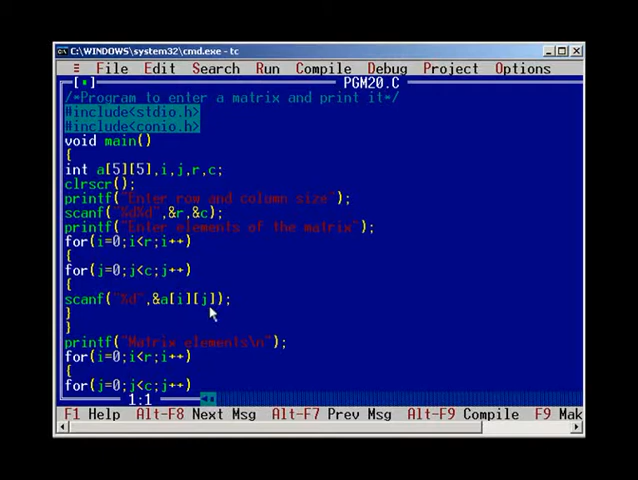 C:\WINDOWS\system32\cmd.exe - tc
≡ File Edit Search Run Compile Debug Project Options
[■] PGM20.C
/*Program to enter a matrix and print it*/
#include<stdio.h>
#include<conio.h>
void main()
{
int a[5][5],i,j,r,c;
clrscr();
printf("Enter row and column size");
scanf("%d%d",&r,&c);
printf("Enter elements of the matrix");
for(i=0;i<r;i++)
{
for(j=0;j<c;j++)
{
scanf("%d",&a[i][j]);
}
}
printf("Matrix elements\n");
for(i=0;i<r;i++)
{
for(j=0;j<c;j++)
1:1
F1 Help Alt-F8 Next Msg Alt-F7 Prev Msg Alt-F9 Compile F9 Mak